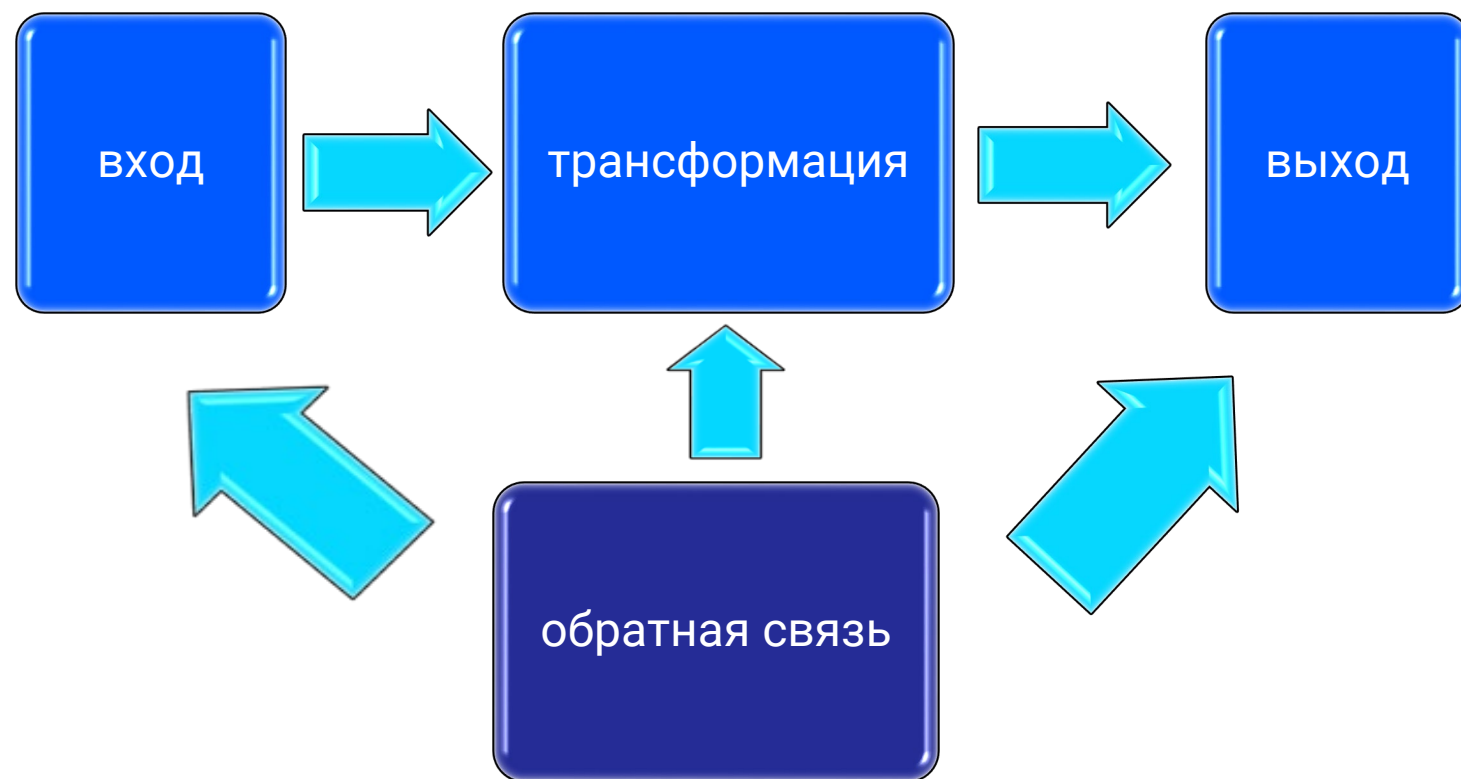 вход
трансформация
выход
обратная связь